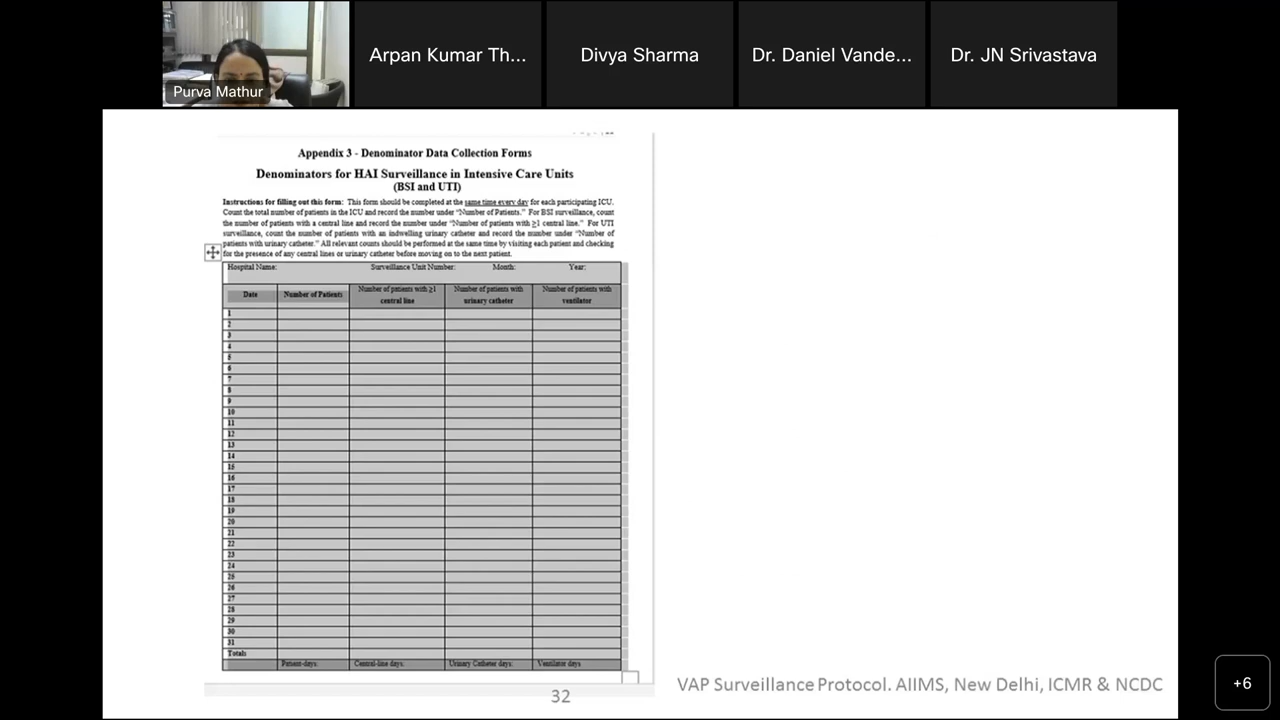 Arpan Kumar Th...
Divya Sharma
Dr. Daniel Vande...
Dr. JN Srivastava
Purva Mathur
Appendix 3 - Denominator Data Collection Forms
Denominators for HAI Surveillance in Intensive Care Units
(BSI and UTI)
Instructions for filling out this form: This form should be completed at the same time every day for each participating ICU.
Count the total number of patients in the ICU and record the number under "Number of Patients." For BSI surveillance, count
the number of patients with a central line and record the number under "Number of patients with ≥1 central line." For UTI
surveillance, count the number of patients with an indwelling urinary catheter and record the number under "Number of
patients with urinary catheter." All relevant counts should be performed at the same time by visiting each patient and checking
for the presence of any central lines or urinary catheter before moving on to the next patient.
Hospital Name: Surveillance Unit Number: Month: Year:
Date Number of Patients Number of patients with ≥1 central line Number of patients with urinary catheter Number of patients with ventilator
1
2
3
4
5
6
7
8
9
10
11
12
13
14
15
16
17
18
19
20
21
22
23
24
25
26
27
28
29
30
31
Totals
Patient-days: Central-line days: Urinary Catheter days: Ventilator days
32
VAP Surveillance Protocol. AIIMS, New Delhi, ICMR & NCDC
+6